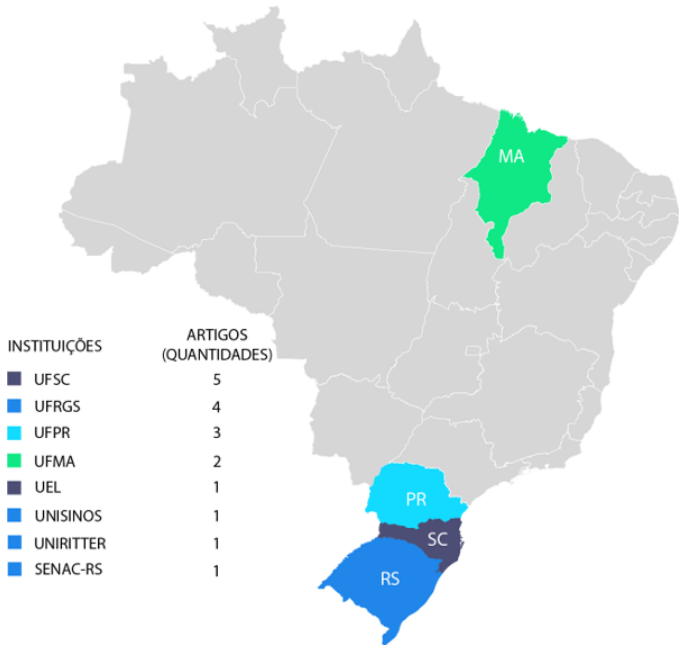 MA
INSTITUIÇÕES
ARTIGOS
(QUANTIDADES)
UFSC 5
UFRGS 4
UFPR 3
UFMA 2
UEL 1
UNISINOS 1
UNIRITTER 1
SENAC-RS 1
PR
SC
RS